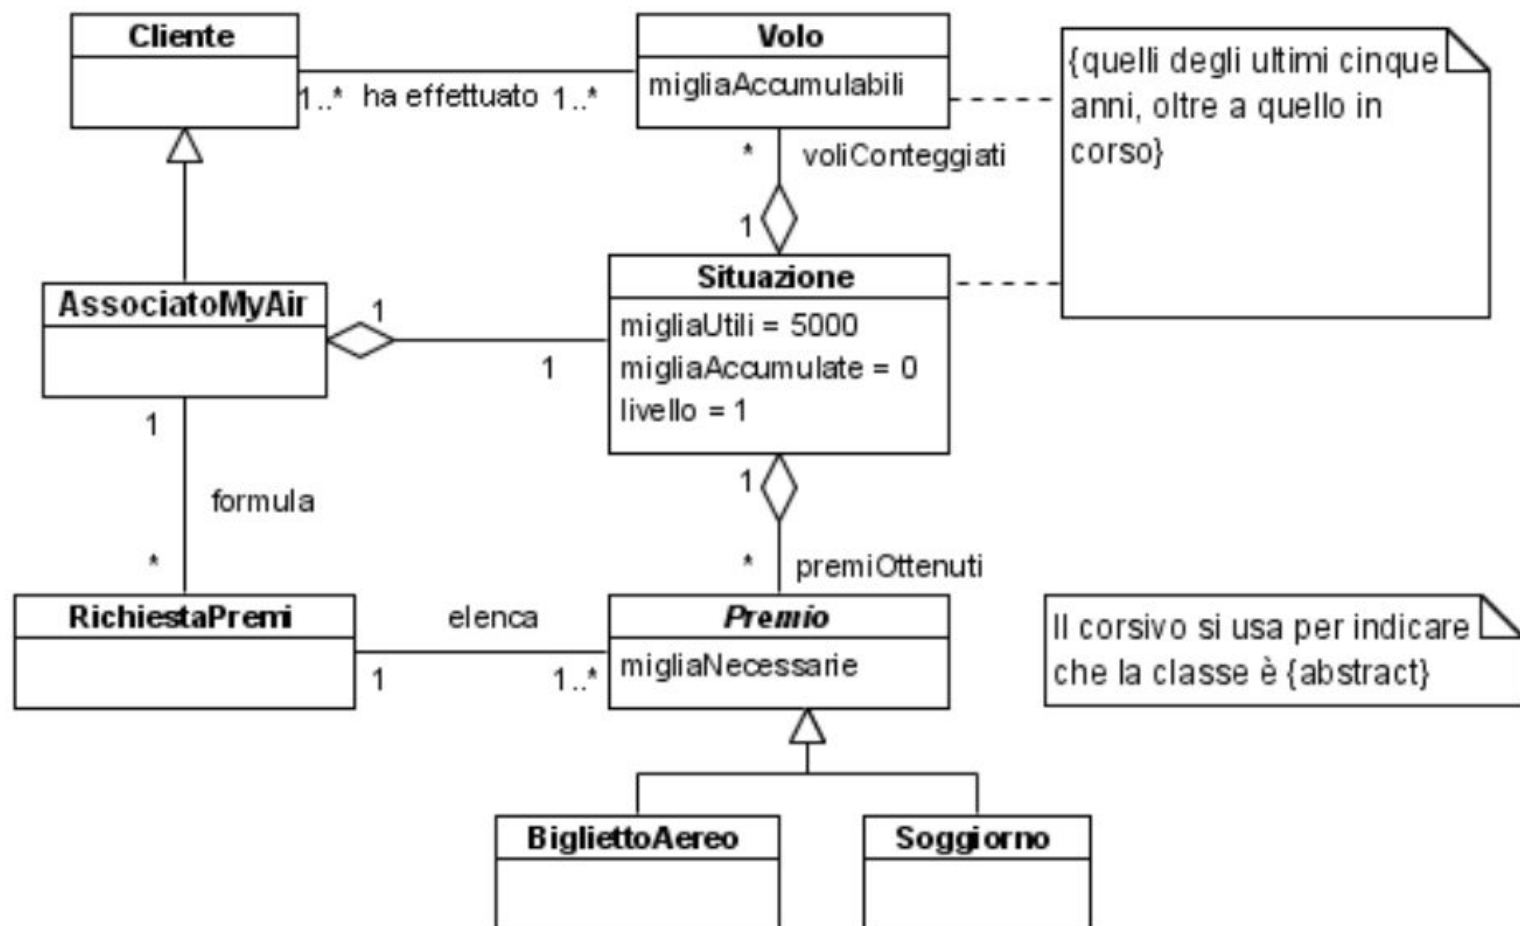 Cliente
Volo
migliaAccumulabili
1..* ha effettuato 1..*
{quelli degli ultimi cinque
anni, oltre a quello in
corso}
* voliConteggiati
1
AssociatoMyAir
1
1
Situazione
migliaUtili = 5000
migliaAccumulate = 0
livello = 1
1
formula
*
1
* premiOttenuti
RichiestaPremi
elenca
1
1..*
Premio
migliaNecessarie
Il corsivo si usa per indicare
che la classe è {abstract}
BigliettoAereo
Soggiorno